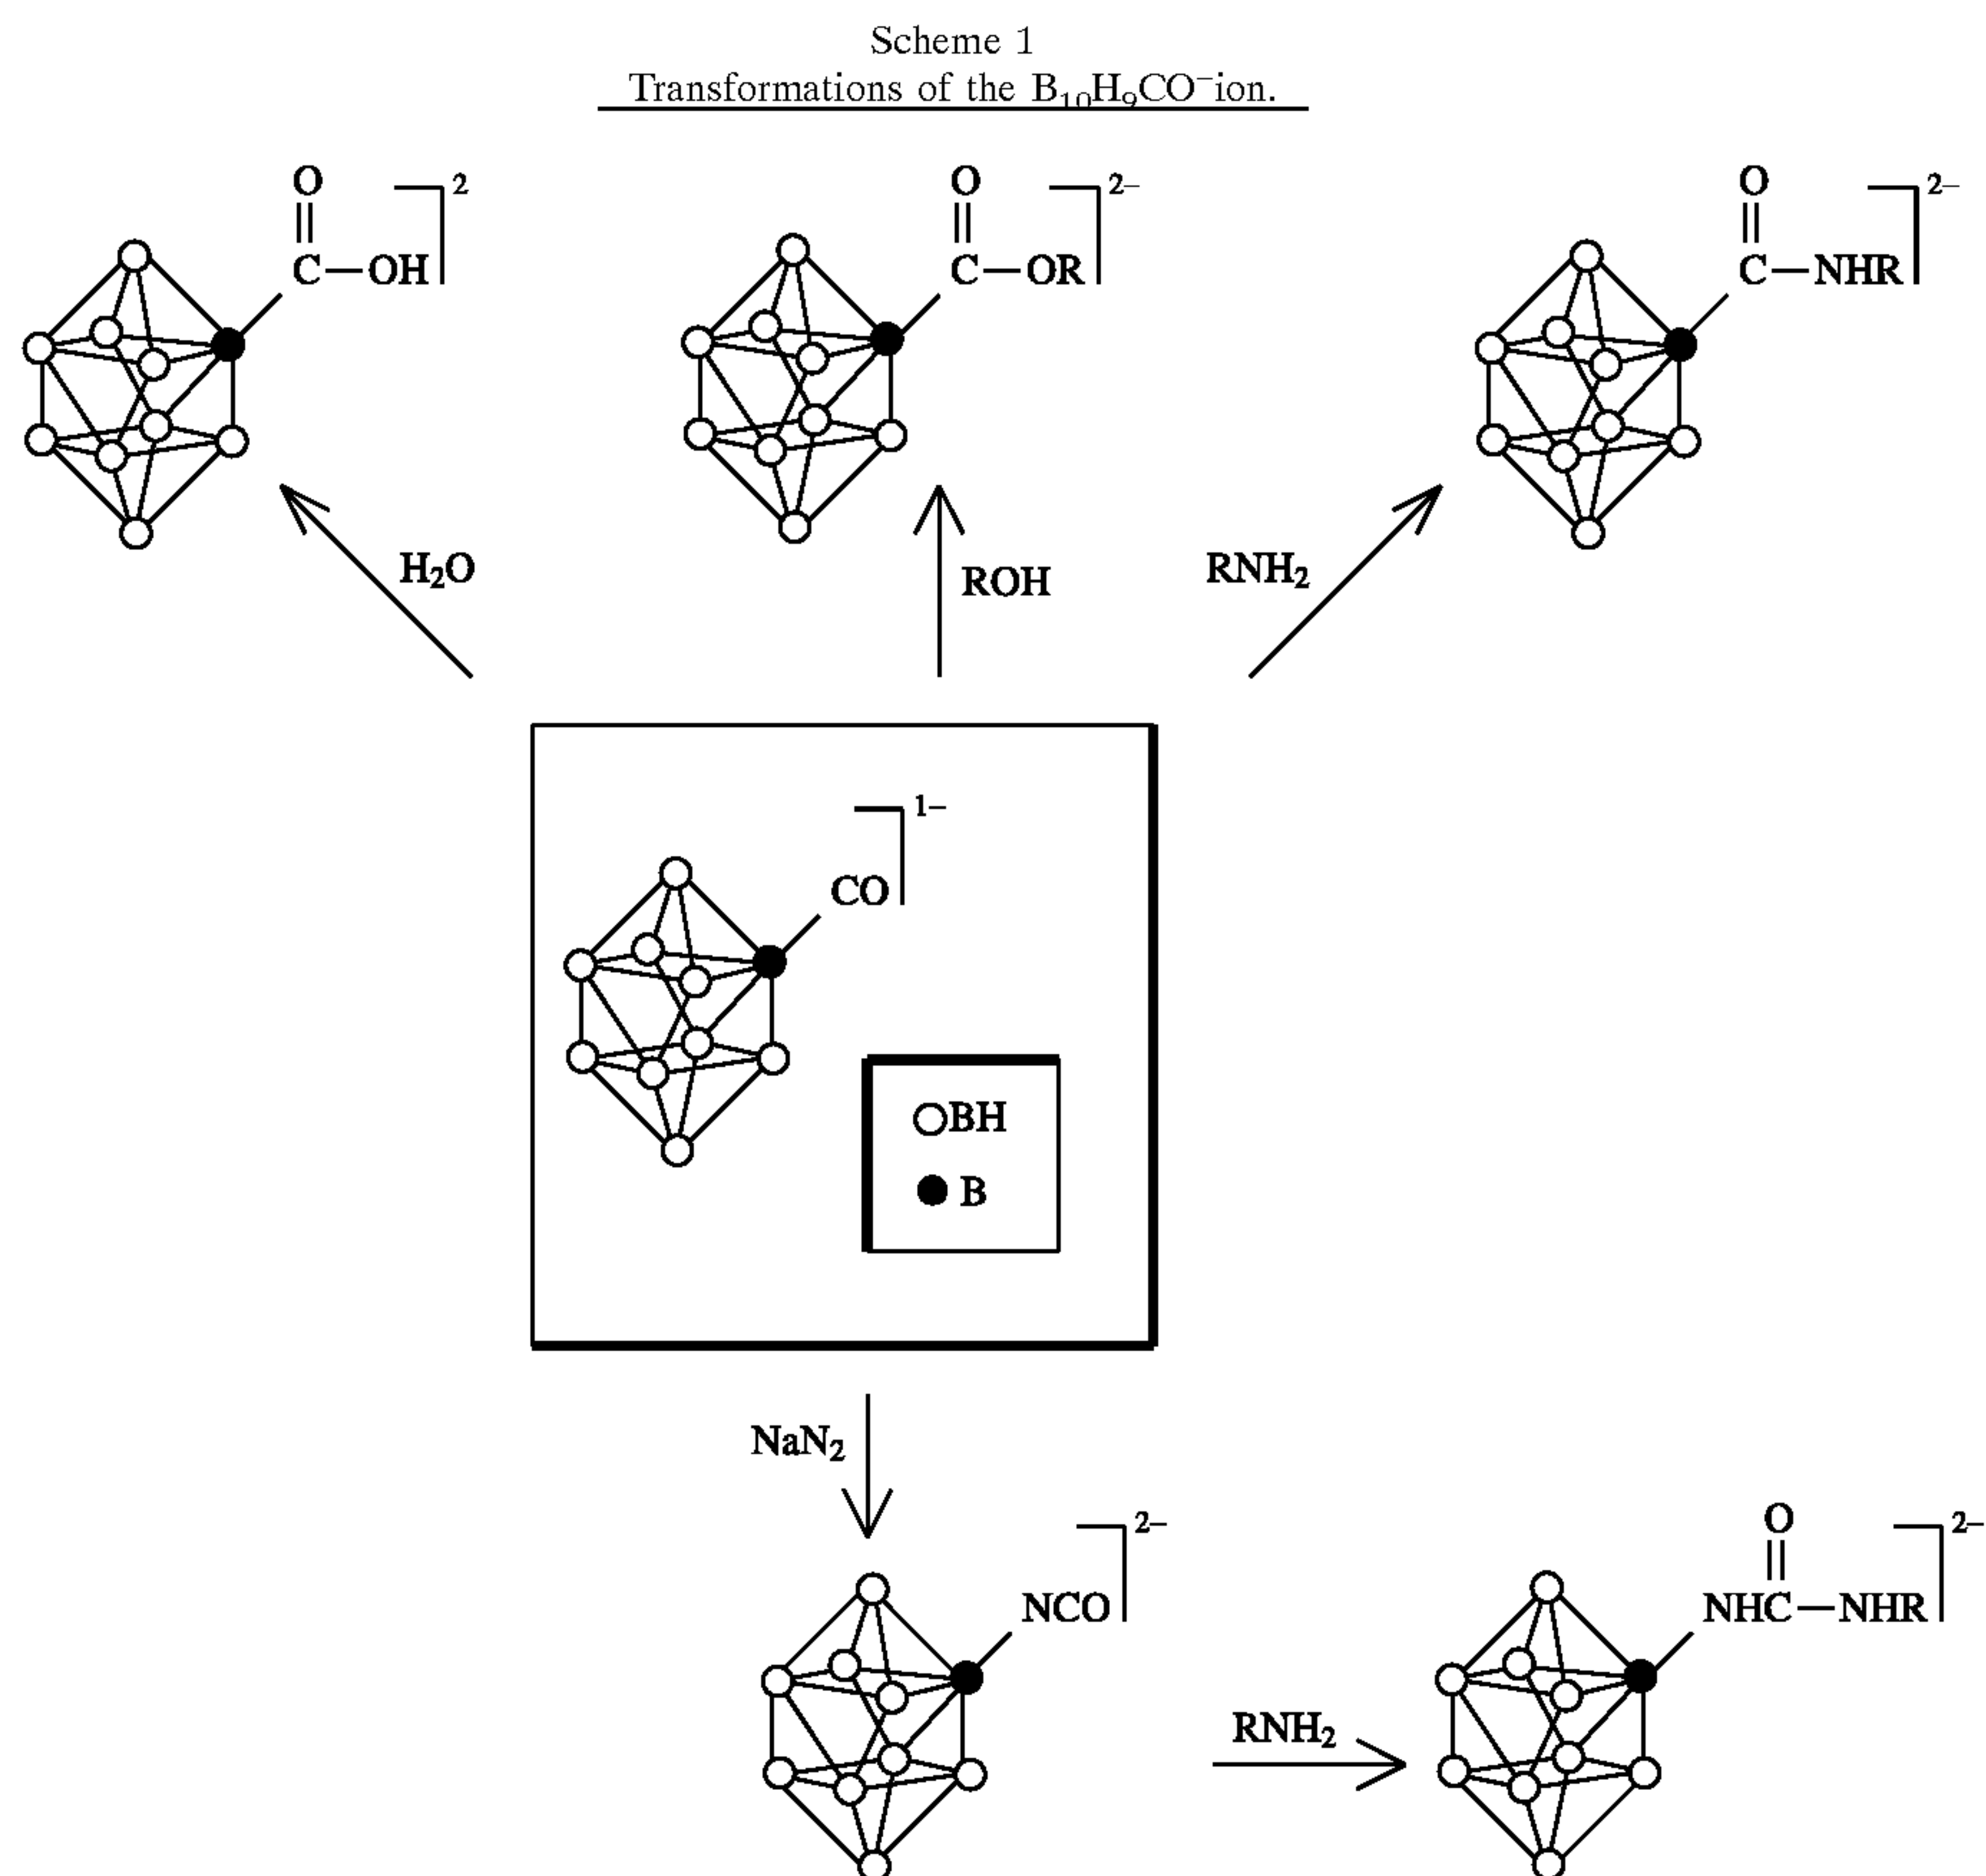 Scheme 1
Transformations of the B₁₀H₉CO⁻ion.
O
C—OH
2
O
C—OR
2–
O
C—NHR
2–
H₂O
ROH
RNH₂
CO
1–
BH
B
NaN₂
NCO
2–
RNH₂
O
NHC—NHR
2–